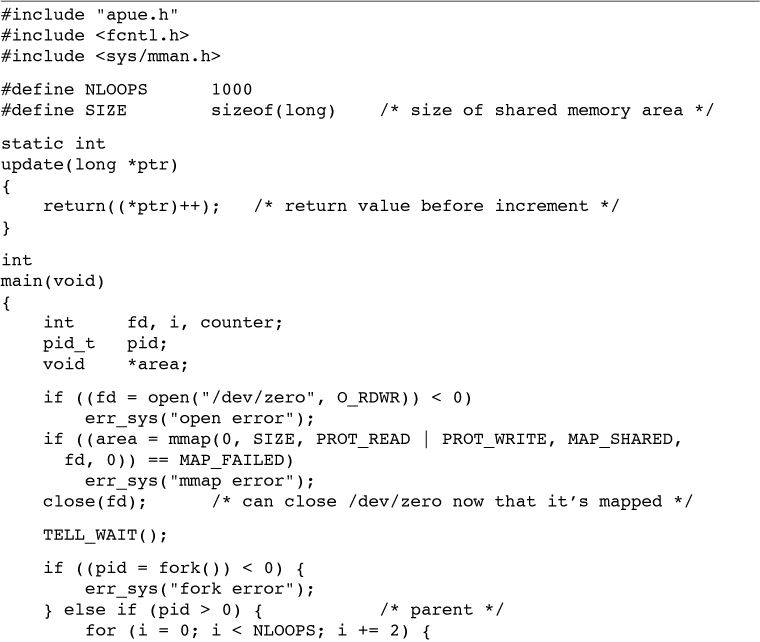 #include "apue.h"
#include <fcntl.h>
#include <sys/mman.h>
#define NLOOPS      1000
#define SIZE        sizeof(long)    /* size of shared memory area */
static int
update(long *ptr)
{
    return((*ptr)++);   /* return value before increment */
}
int
main(void)
{
    int     fd, i, counter;
    pid_t   pid;
    void    *area;
    if ((fd = open("/dev/zero", O_RDWR)) < 0)
        err_sys("open error");
    if ((area = mmap(0, SIZE, PROT_READ | PROT_WRITE, MAP_SHARED,
      fd, 0)) == MAP_FAILED)
        err_sys("mmap error");
    close(fd);      /* can close /dev/zero now that it’s mapped */
    TELL_WAIT();
    if ((pid = fork()) < 0) {
        err_sys("fork error");
    } else if (pid > 0) {           /* parent */
        for (i = 0; i < NLOOPS; i += 2) {